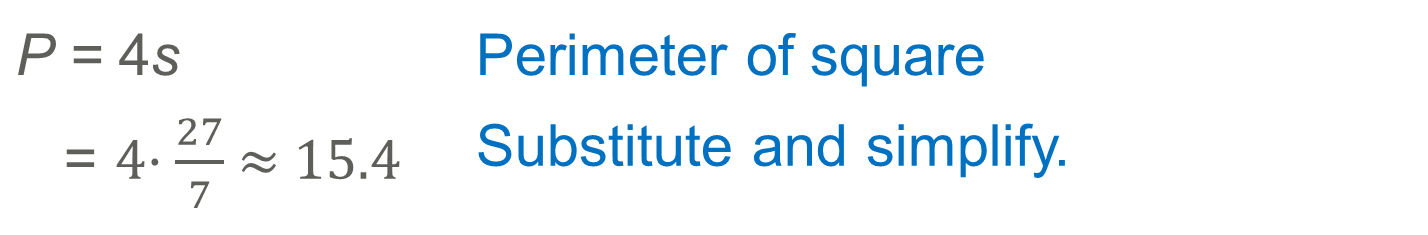 P = 4s Perimeter of square
= 4· 27/7 ≈ 15.4 Substitute and simplify.